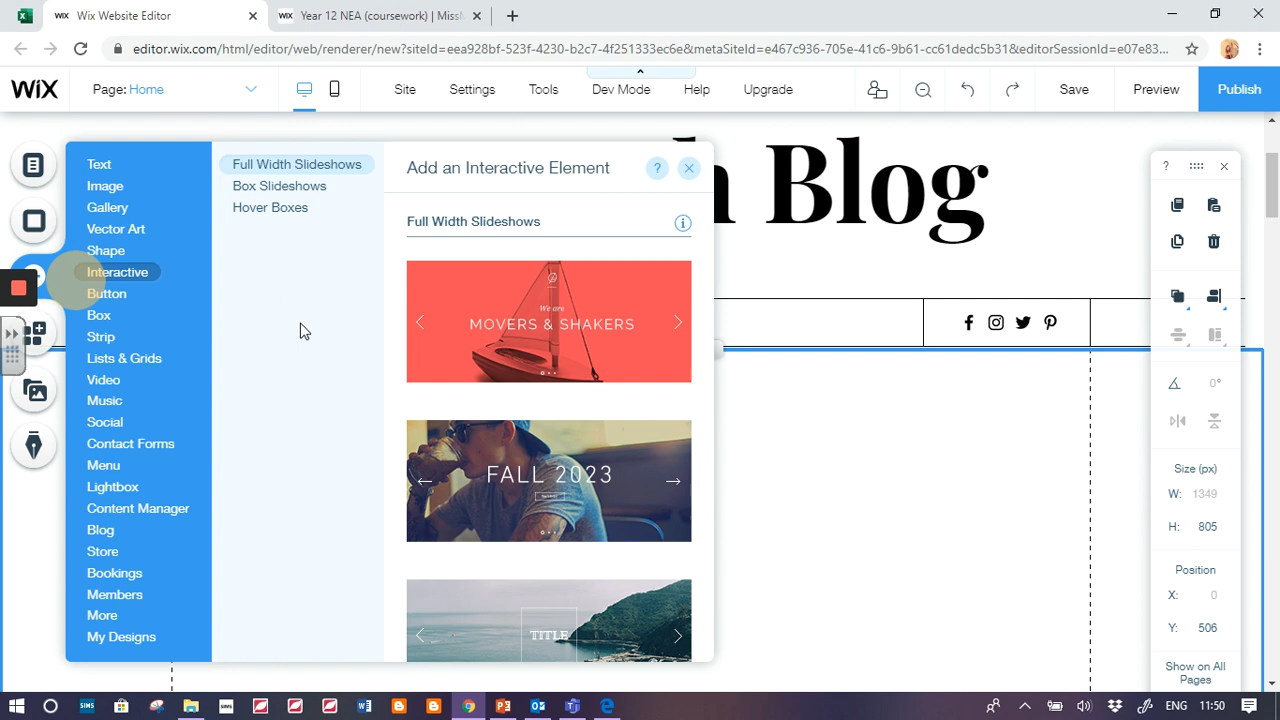 Wix Website Editor
Year 12 NEA (coursework) | Missh
editor.wix.com/html/editor/web/renderer/new?siteId=eea928bf-523f-4230-b2c7-4f251333ec6e&metaSiteId=e467c936-705e-41c6-9b61-cc61dedc5b31&editorSessionId=e07e83...
WiX
Page: Home
Site
Settings
Tools
Dev Mode
Help
Upgrade
Save
Preview
Publish
Blog
Text
Image
Gallery
Vector Art
Shape
Interactive
Button
Box
Strip
Lists & Grids
Video
Music
Social
Contact Forms
Menu
Lightbox
Content Manager
Blog
Store
Bookings
Members
More
My Designs
Full Width Slideshows
Box Slideshows
Hover Boxes
Add an Interactive Element
?
Full Width Slideshows
We are
MOVERS & SHAKERS
FALL 2023
TITLE
?
0°
Size (px)
W: 1349
H: 805
Position
X: 0
Y: 506
Show on All
Pages
SIMS
sims
ENG
11:50